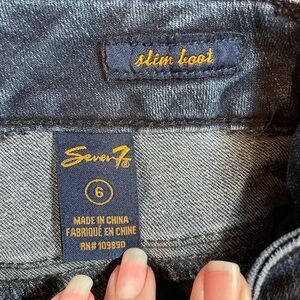 slim boot
Seven7®
6
MADE IN CHINA
FABRIQUÉ EN CHINE
RN# 109890